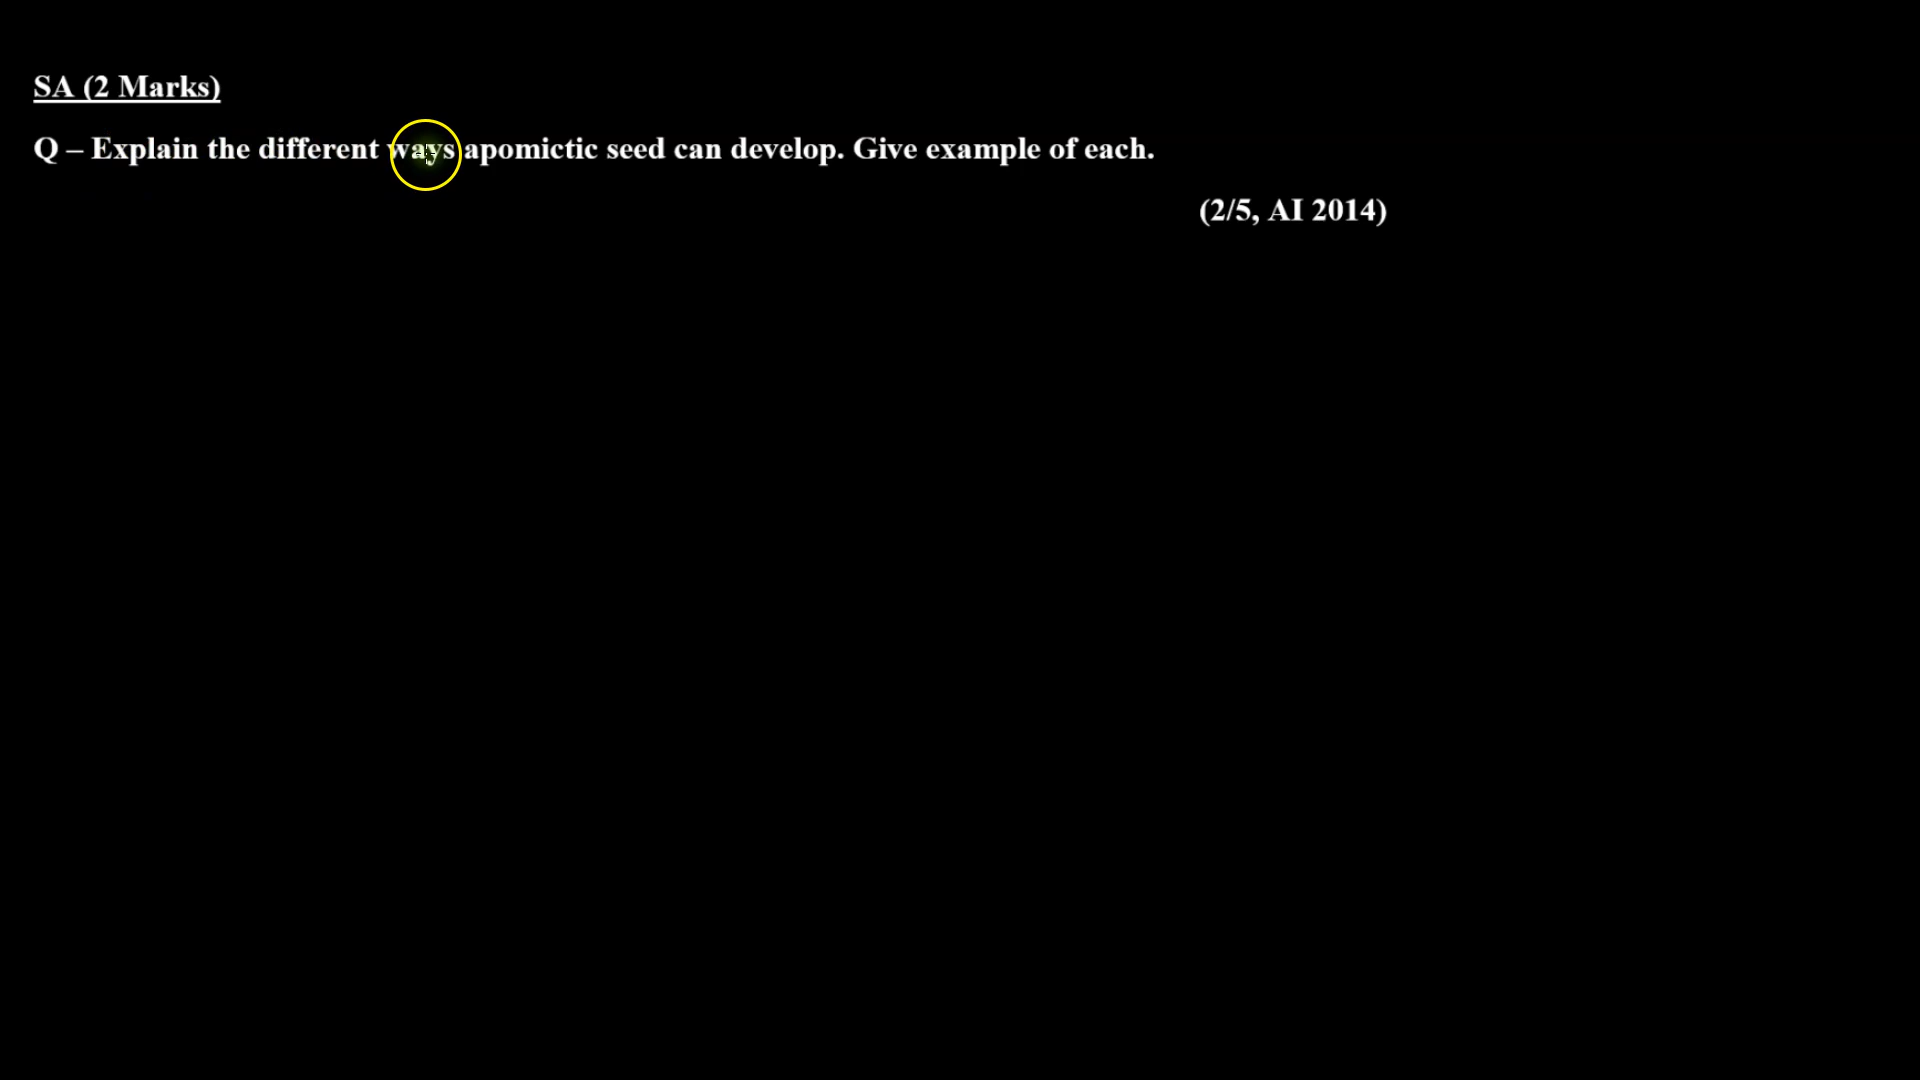 SA (2 Marks)
Q – Explain the different ways apomictic seed can develop. Give example of each.
(2/5, AI 2014)